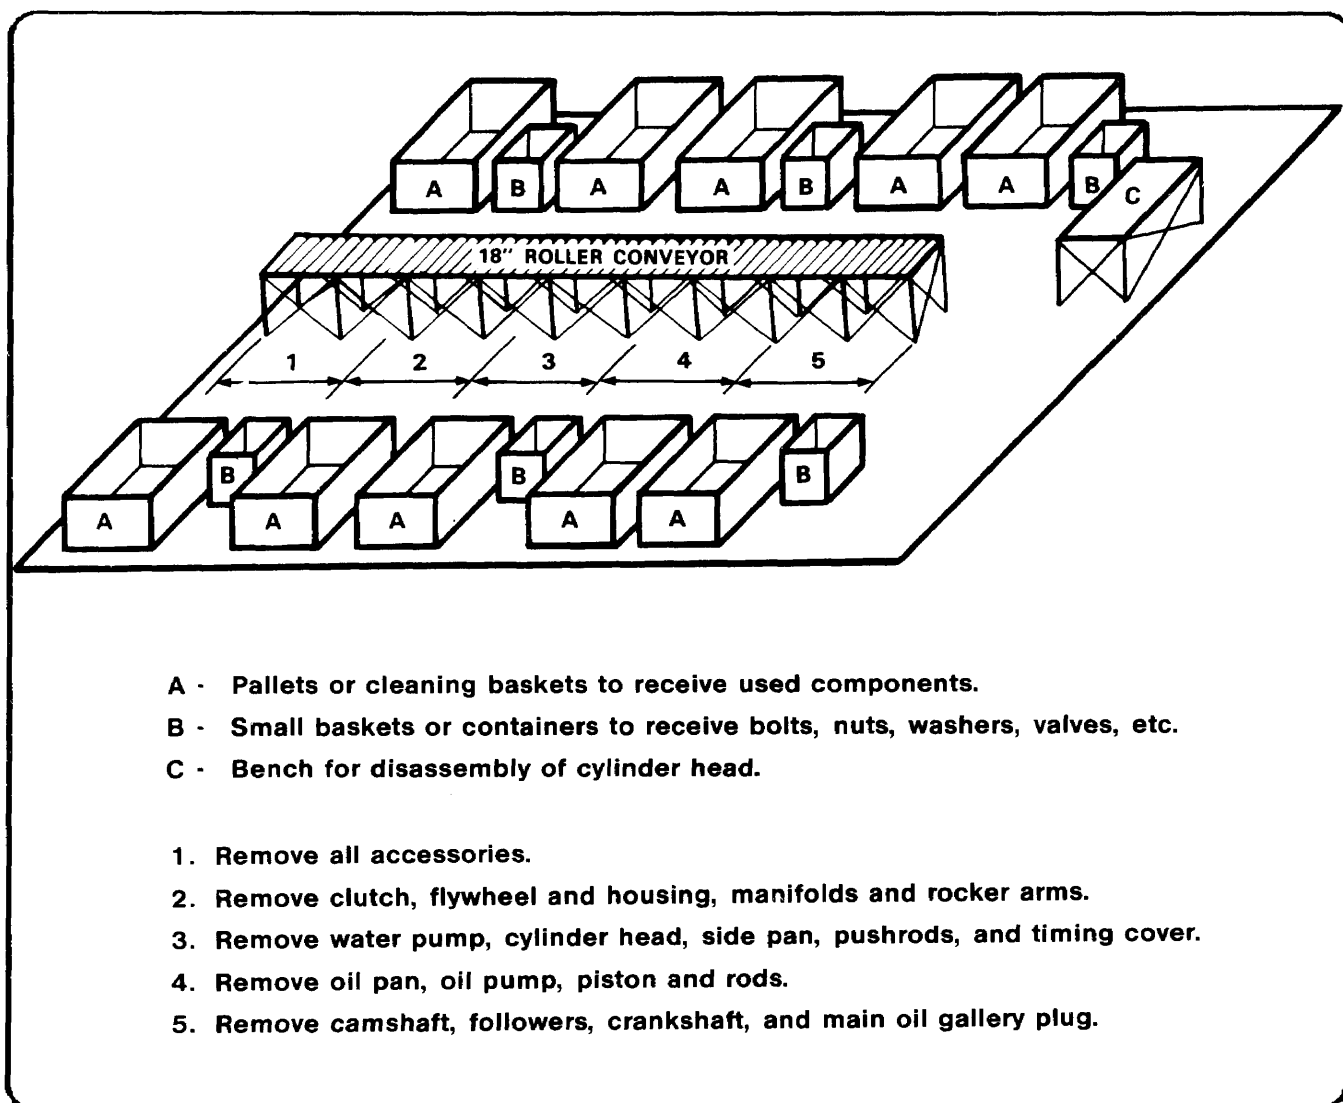 A B A A B A A B C
18" ROLLER CONVEYOR
1 2 3 4 5
A B A A B A A B
A - Pallets or cleaning baskets to receive used components.
B - Small baskets or containers to receive bolts, nuts, washers, valves, etc.
C - Bench for disassembly of cylinder head.
1. Remove all accessories.
2. Remove clutch, flywheel and housing, manifolds and rocker arms.
3. Remove water pump, cylinder head, side pan, pushrods, and timing cover.
4. Remove oil pan, oil pump, piston and rods.
5. Remove camshaft, followers, crankshaft, and main oil gallery plug.